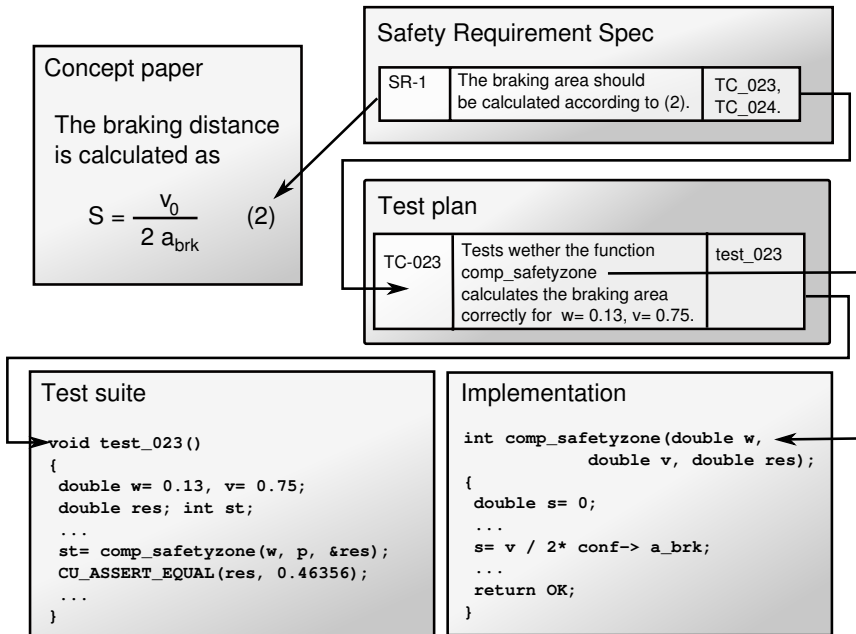 Concept paper
The braking distance
is calculated as
S = v0 / 2 abrk (2)
Safety Requirement Spec
SR-1 The braking area should be calculated according to (2). TC_023, TC_024.
Test plan
TC-023 Tests wether the function comp_safetyzone calculates the braking area correctly for w= 0.13, v= 0.75. test_023
Test suite
void test_023()
{
double w= 0.13, v= 0.75;
double res; int st;
...
st= comp_safetyzone(w, p, &res);
CU_ASSERT_EQUAL(res, 0.46356);
...
}
Implementation
int comp_safetyzone(double w,
double v, double res);
{
double s= 0;
...
s= v / 2* conf-> a_brk;
...
return OK;
}